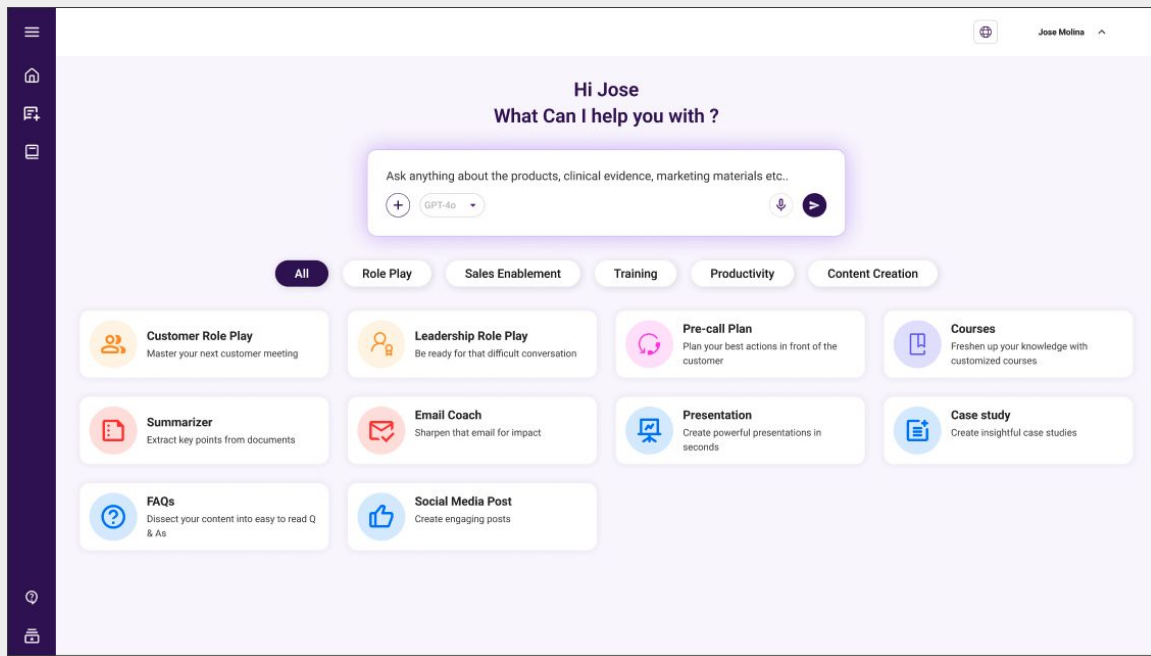 Jose Molina
Hi Jose
What Can I help you with ?
Ask anything about the products, clinical evidence, marketing materials etc..
GPT-4o
All
Role Play
Sales Enablement
Training
Productivity
Content Creation
Customer Role Play
Master your next customer meeting
Leadership Role Play
Be ready for that difficult conversation
Pre-call Plan
Plan your best actions in front of the
customer
Courses
Freshen up your knowledge with
customized courses
Summarizer
Extract key points from documents
Email Coach
Sharpen that email for impact
Presentation
Create powerful presentations in
seconds
Case study
Create insightful case studies
FAQs
Dissect your content into easy to read Q
& As
Social Media Post
Create engaging posts